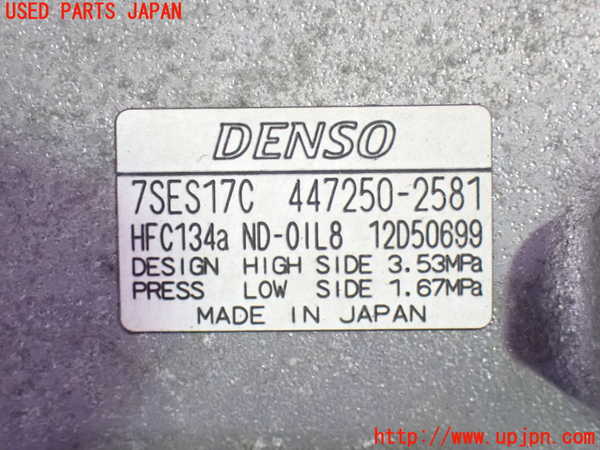 USED PARTS JAPAN
DENSO
7SES17C 447250-2581
HFC134a ND-OIL8 12D50699
DESIGN HIGH SIDE 3.53MPa
PRESS LOW SIDE 1.67MPa
MADE IN JAPAN
http://www.upjpn.com/